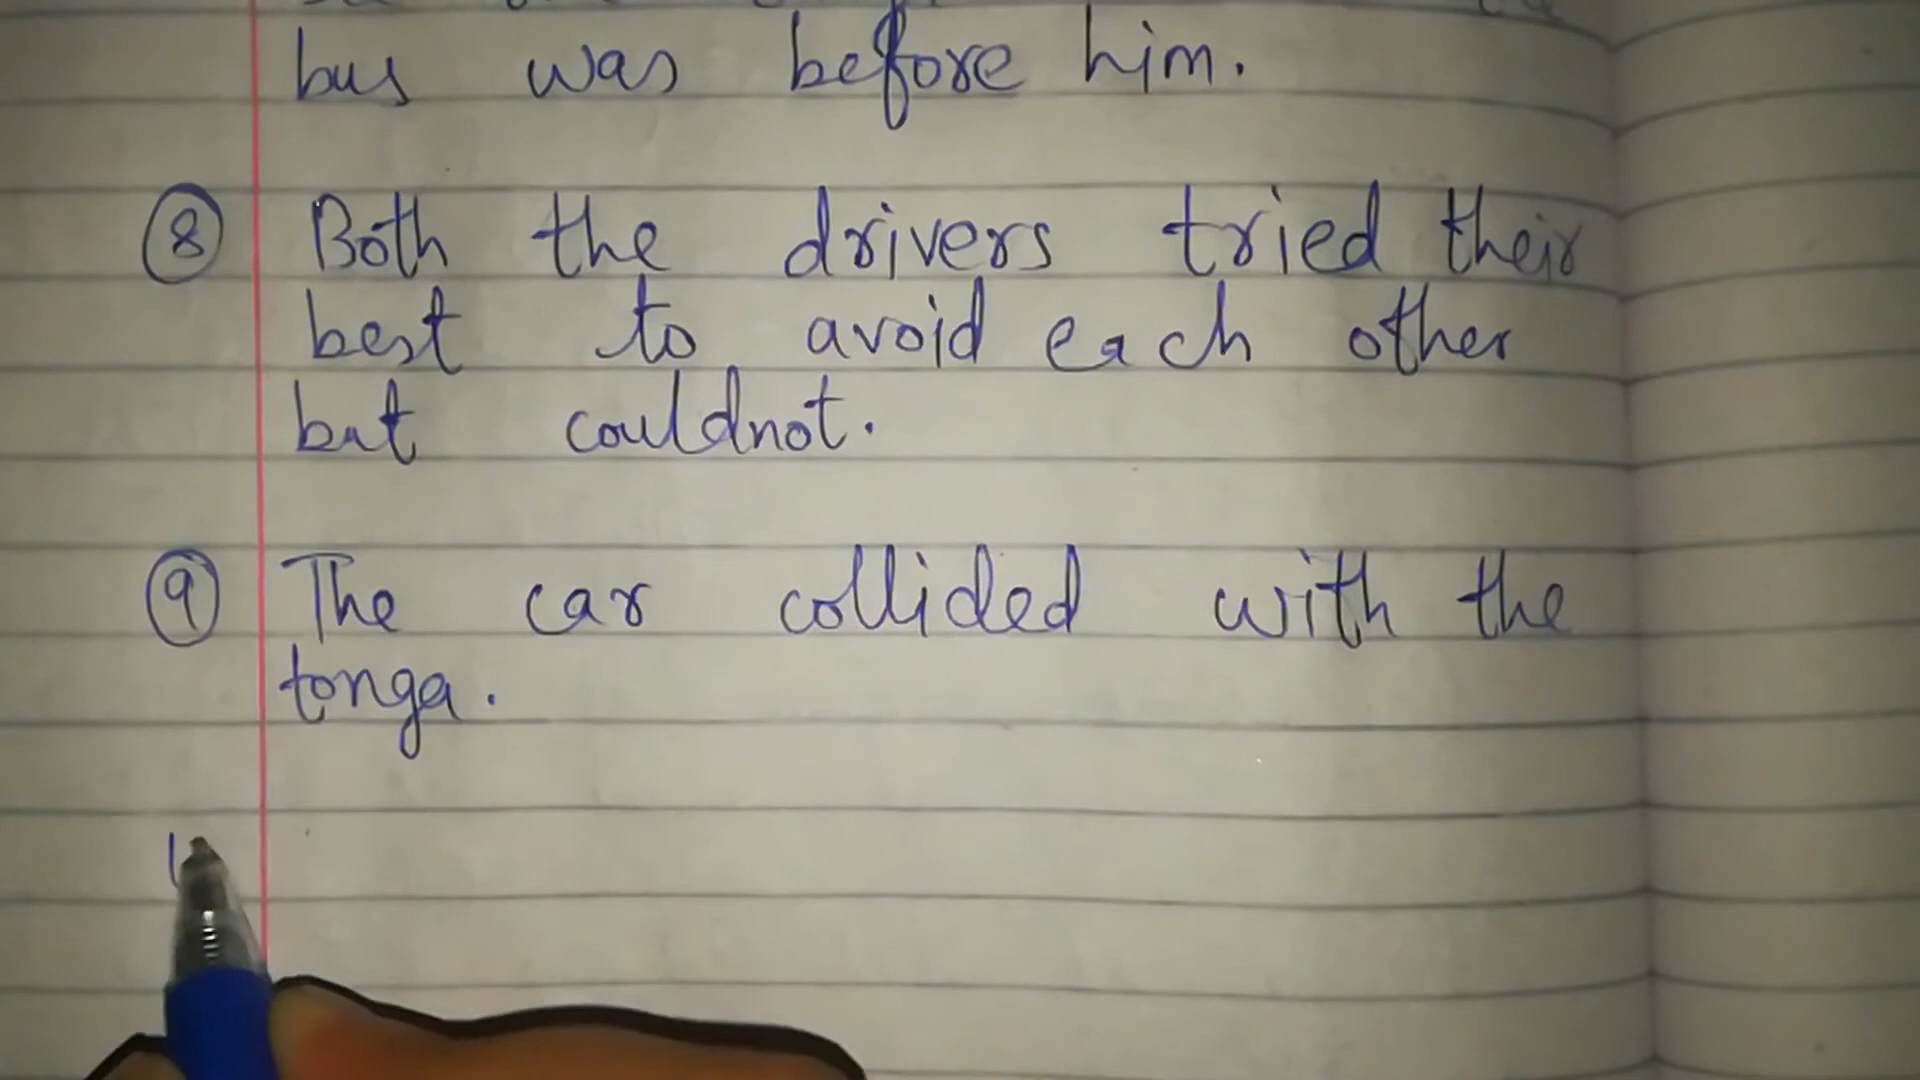 bus was before him.
8 Both the drivers tried their
best to avoid each other
but couldnot.
9 The car collided with the
tonga.